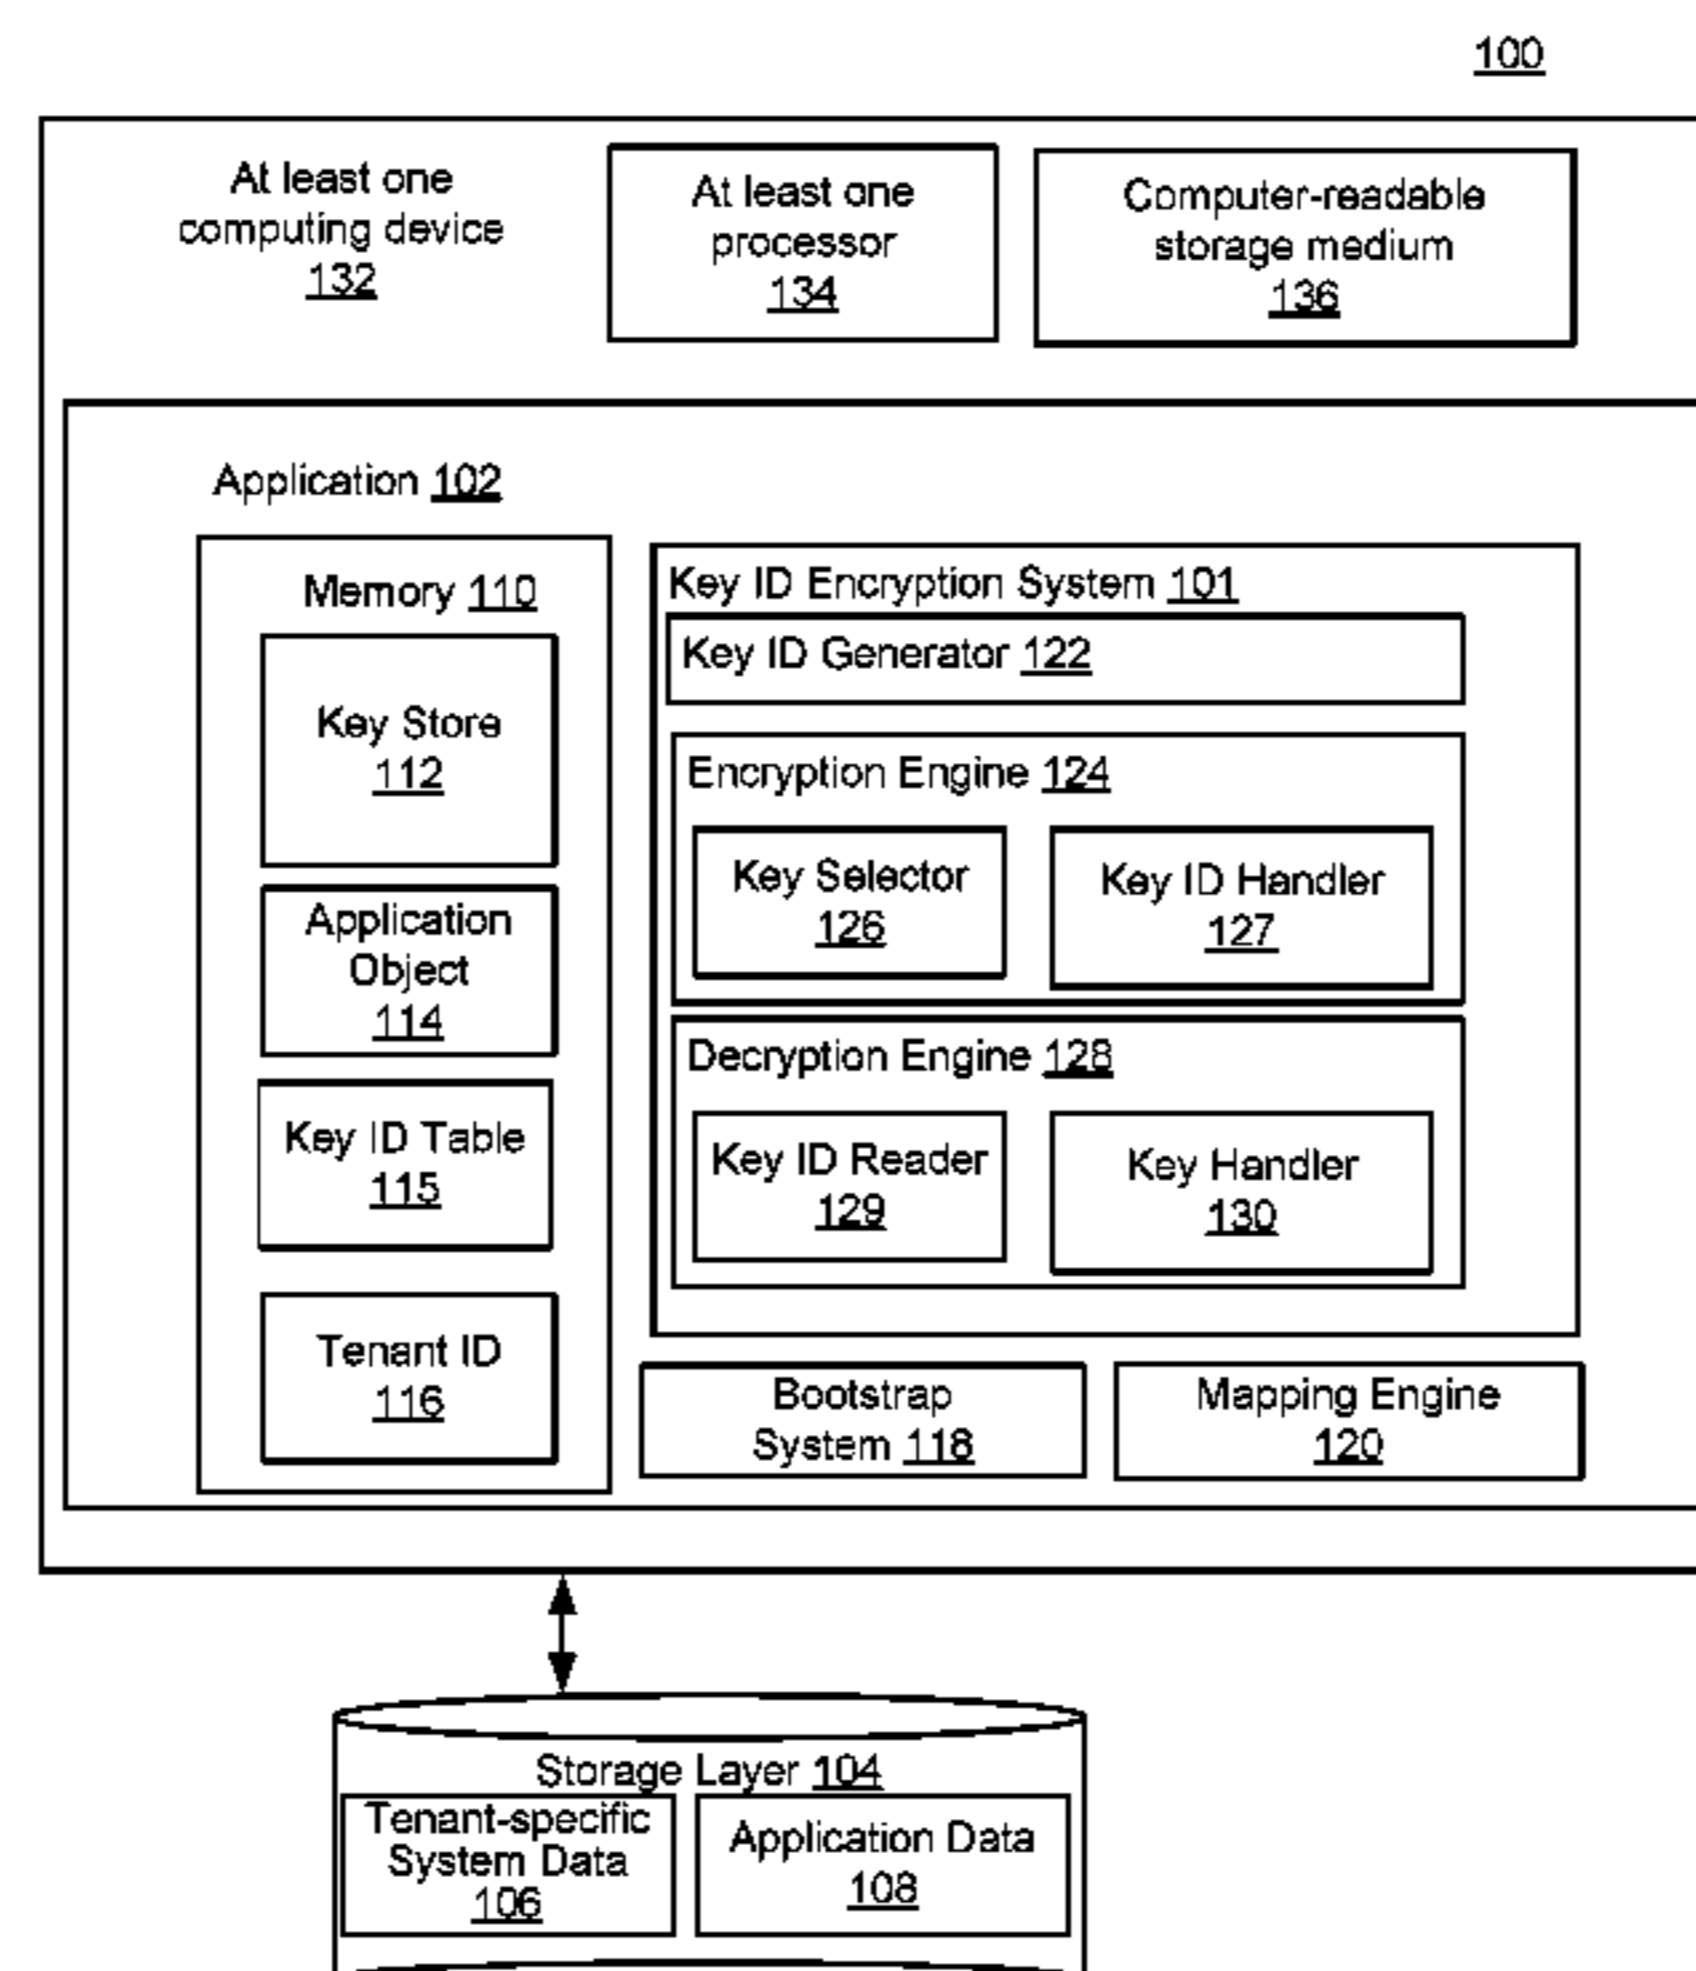 100
At least one
computing device
132
At least one
processor
134
Computer-readable
storage medium
136
Application 102
Memory 110
Key Store
112
Application
Object
114
Key ID Table
115
Tenant ID
116
Key ID Encryption System 101
Key ID Generator 122
Encryption Engine 124
Key Selector
126
Key ID Handler
127
Decryption Engine 128
Key ID Reader
129
Key Handler
130
Bootstrap
System 118
Mapping Engine
120
Storage Layer 104
Tenant-specific
System Data
106
Application Data
108